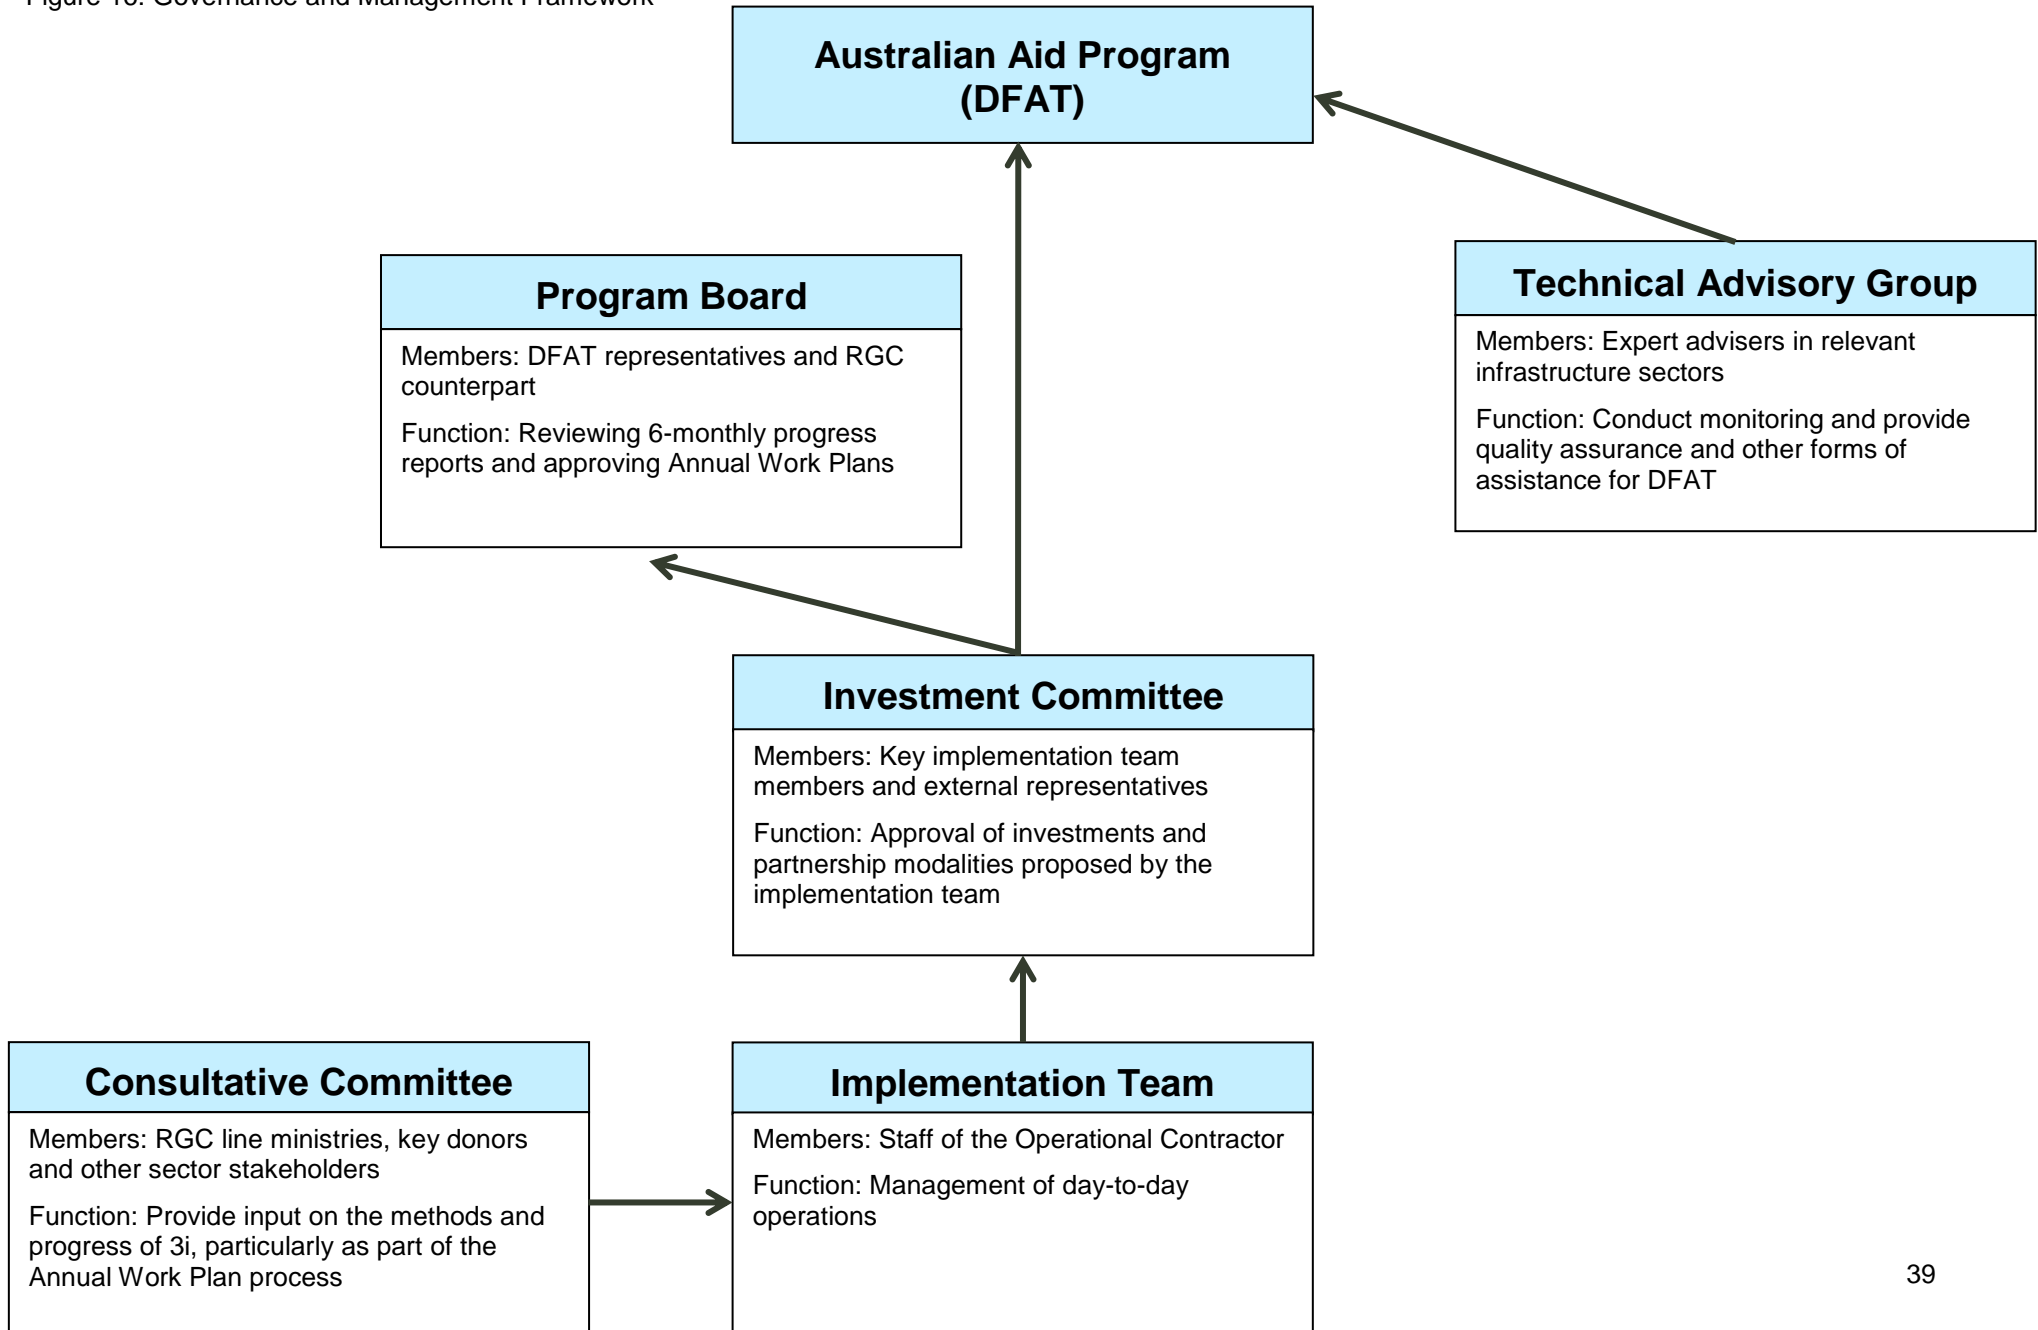 Governance and Management Framework
Australian Aid Program
(DFAT)
Program Board
Members: DFAT representatives and RGC
counterpart
Function: Reviewing 6-monthly progress
reports and approving Annual Work Plans
Technical Advisory Group
Members: Expert advisers in relevant
infrastructure sectors
Function: Conduct monitoring and provide
quality assurance and other forms of
assistance for DFAT
Investment Committee
Members: Key implementation team
members and external representatives
Function: Approval of investments and
partnership modalities proposed by the
implementation team
Consultative Committee
Members: RGC line ministries, key donors
and other sector stakeholders
Function: Provide input on the methods and
progress of 3i, particularly as part of the
Annual Work Plan process
Implementation Team
Members: Staff of the Operational Contractor
Function: Management of day-to-day
operations
39